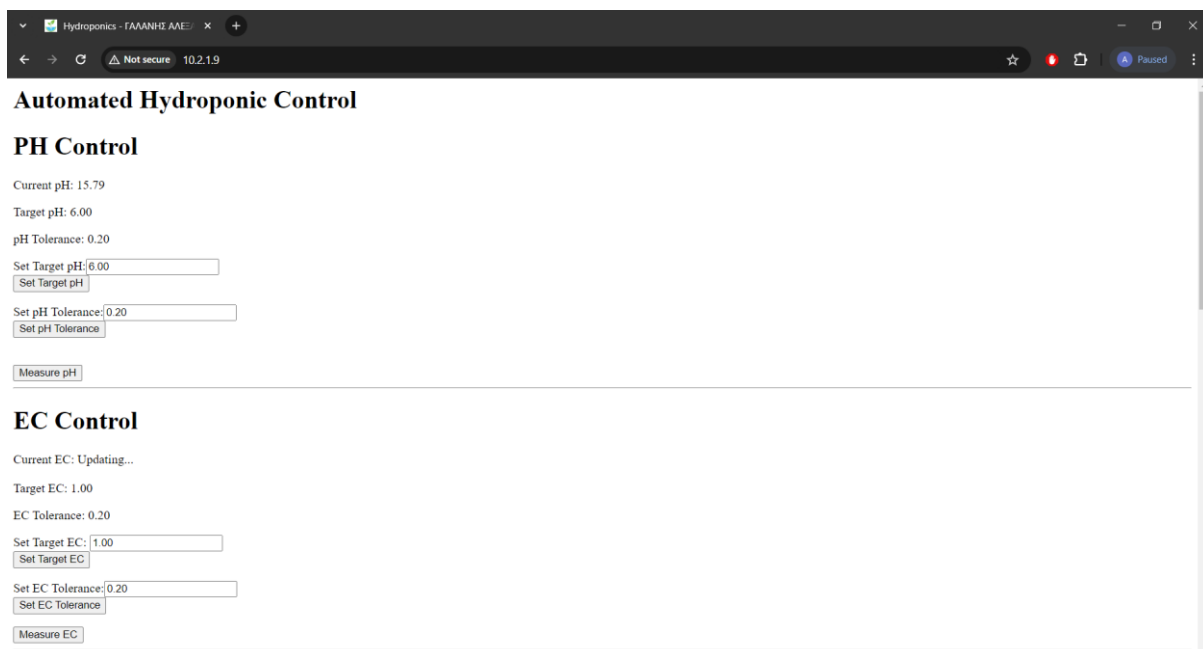 Hydroponics - ΓΑΛΑΝΗΣ ΑΛΕΞ
Not secure 10.2.1.9
A Paused
Automated Hydroponic Control
PH Control
Current pH: 15.79
Target pH: 6.00
pH Tolerance: 0.20
Set Target pH: 6.00
Set Target pH
Set pH Tolerance: 0.20
Set pH Tolerance
Measure pH
EC Control
Current EC: Updating...
Target EC: 1.00
EC Tolerance: 0.20
Set Target EC: 1.00
Set Target EC
Set EC Tolerance: 0.20
Set EC Tolerance
Measure EC